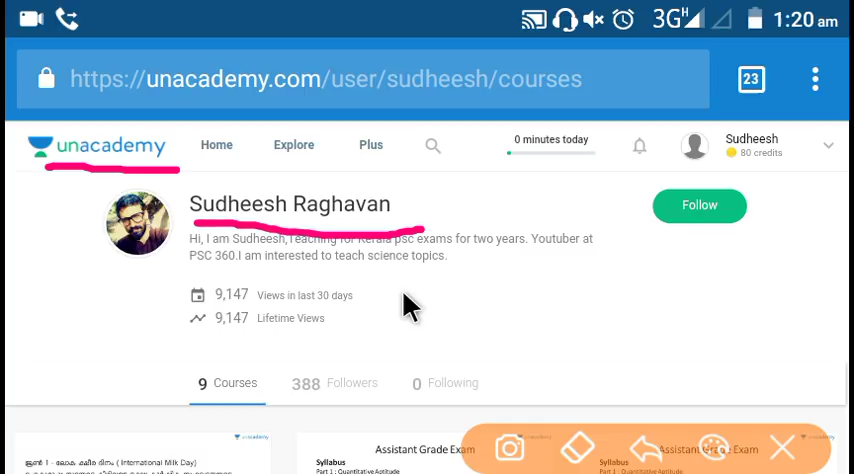 3G H 1:20 am
https://unacademy.com/user/sudheesh/courses 23
unacademy Home Explore Plus 0 minutes today Sudheesh
80 credits
Sudheesh Raghavan Follow
Hi, I am Sudheesh,Teaching for Kerala psc exams for two years. Youtuber at
PSC 360.I am interested to teach science topics.
9,147 Views in last 30 days
9,147 Lifetime Views
9 Courses 388 Followers 0 Following
unacademy unacademy
ജൂൺ 1 - ലോക ക്ഷീര ദിനം ( International Milk Day) Assistant Grade Exam Assistant Grade Exam
Syllabus Syllabus
Part 1 : Quantitative Aptitude Part 1 : Quantitative Aptitude